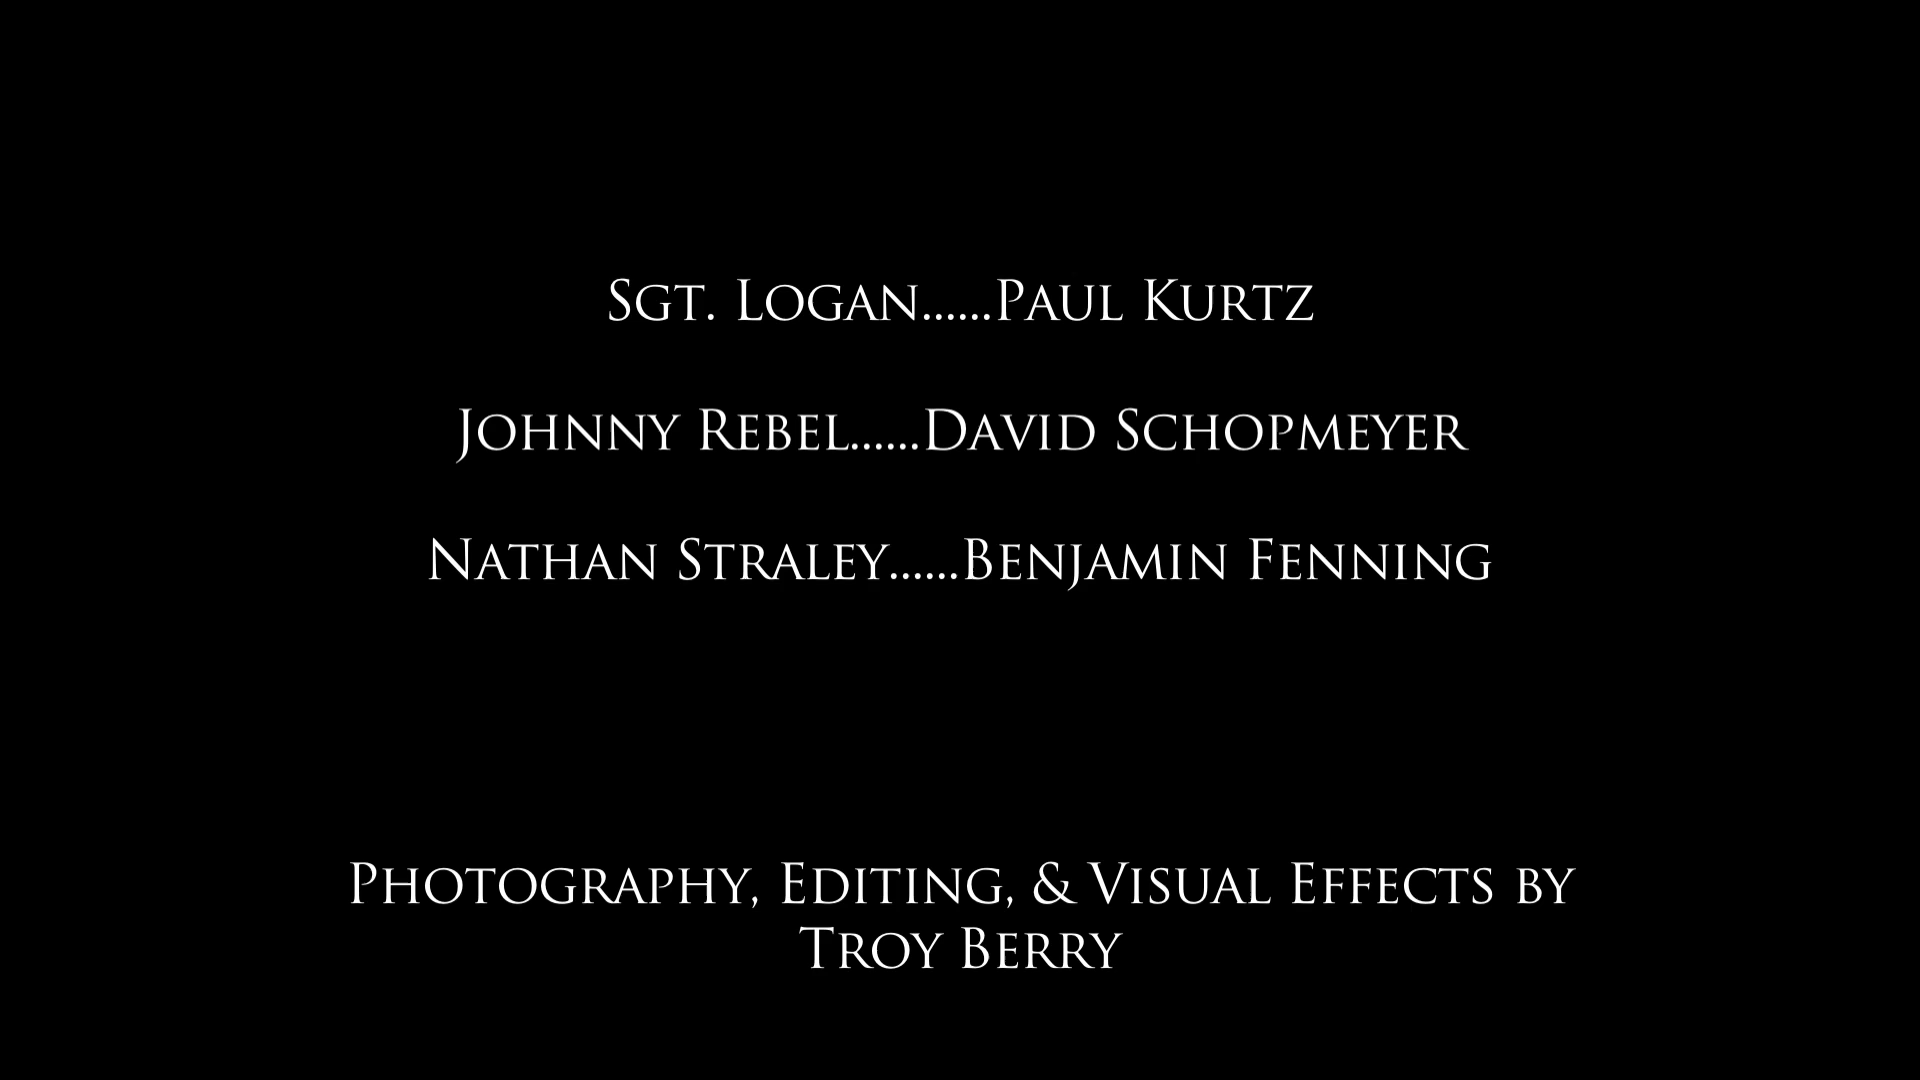 Sgt. Logan......Paul Kurtz
Johnny Rebel......David Schopmeyer
Nathan Straley......Benjamin Fenning
Photography, Editing, & Visual Effects by
Troy Berry